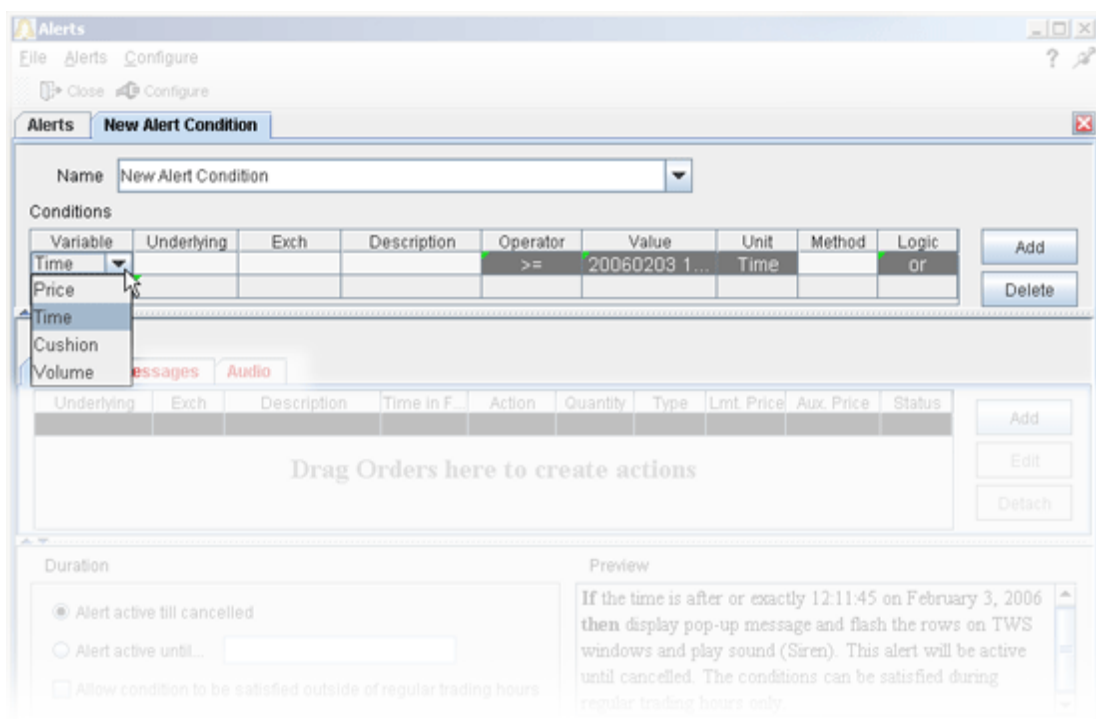 Alerts
File Alerts Configure
Close Configure
Alerts New Alert Condition
Name New Alert Condition
Conditions
Variable Underlying Exch Description Operator Value Unit Method Logic
Time >= 20060203 1... Time or
Add
Price
Delete
Time
Cushion
Volume
essages Audio
Underlying Exch Description Time in F... Action Quantity Type Lmt. Price Aux. Price Status
Add
Drag Orders here to create actions
Edit
Detach
Duration
Alert active till cancelled
Alert active until...
Allow condition to be satisfied outside of regular trading hours
Preview
If the time is after or exactly 12:11:45 on February 3, 2006
then display pop-up message and flash the rows on TWS
windows and play sound (Siren). This alert will be active
until cancelled. The conditions can be satisfied during
regular trading hours only.